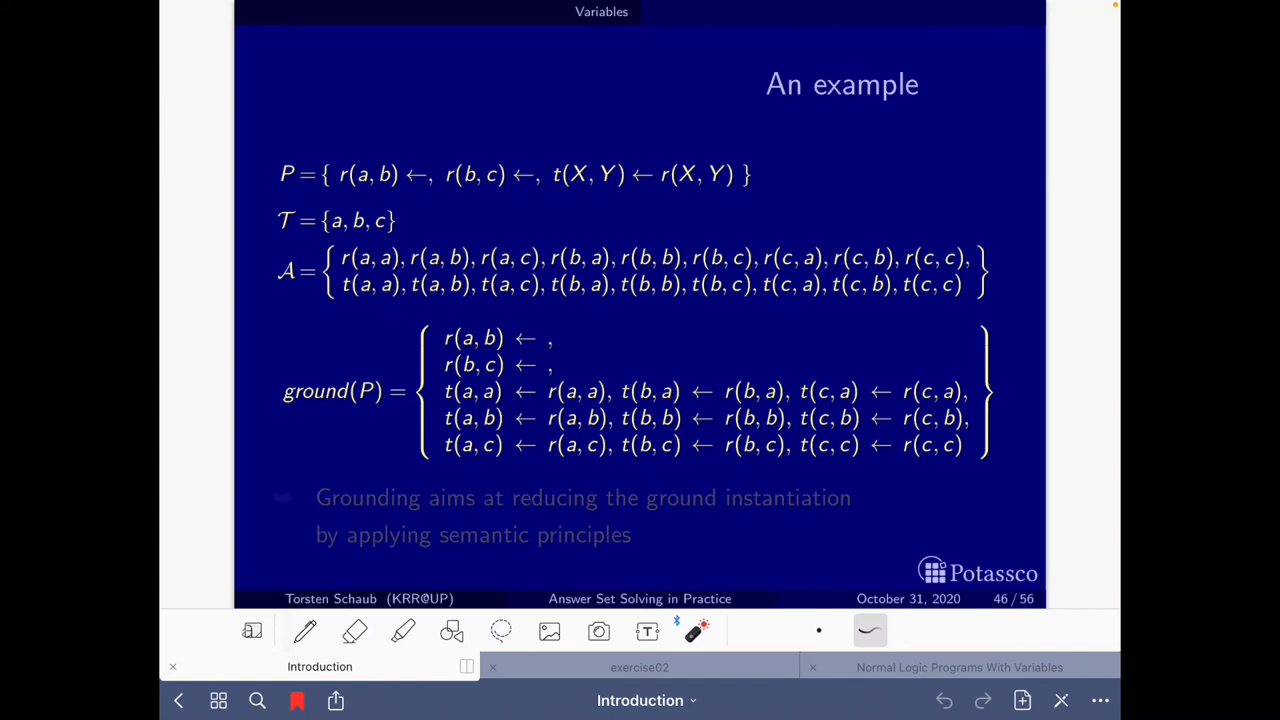 Variables
An example
P = { r(a, b) ←, r(b, c) ←, t(X, Y) ← r(X, Y) }
𝒯 = {a, b, c}
𝒜 = { r(a, a), r(a, b), r(a, c), r(b, a), r(b, b), r(b, c), r(c, a), r(c, b), r(c, c),
t(a, a), t(a, b), t(a, c), t(b, a), t(b, b), t(b, c), t(c, a), t(c, b), t(c, c) }
r(a, b) ← ,
r(b, c) ← ,
ground(P) = { t(a, a) ← r(a, a), t(b, a) ← r(b, a), t(c, a) ← r(c, a),
t(a, b) ← r(a, b), t(b, b) ← r(b, b), t(c, b) ← r(c, b),
t(a, c) ← r(a, c), t(b, c) ← r(b, c), t(c, c) ← r(c, c) }
Grounding aims at reducing the ground instantiation
by applying semantic principles
Potassco
Torsten Schaub (KRR@UP) Answer Set Solving in Practice October 31, 2020 46 / 56
T
Introduction × exercise02 × Normal Logic Programs With Variables
Introduction